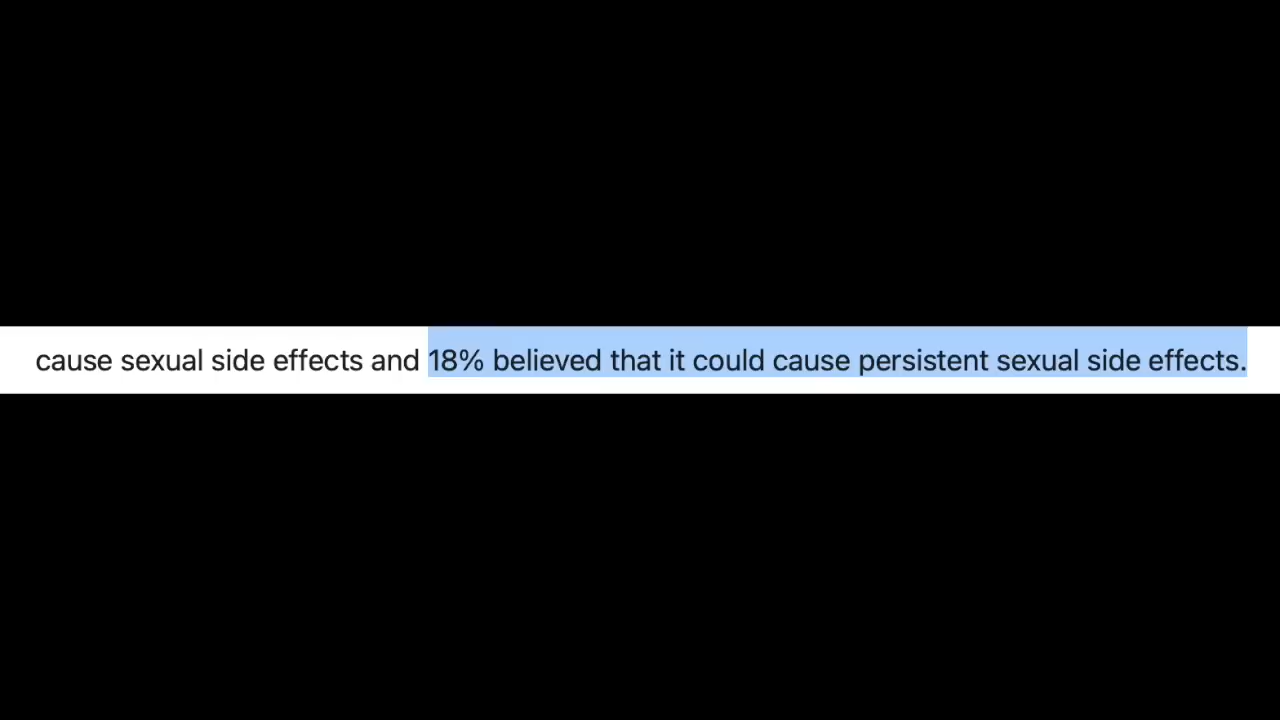 cause sexual side effects and 18% believed that it could cause persistent sexual side effects.